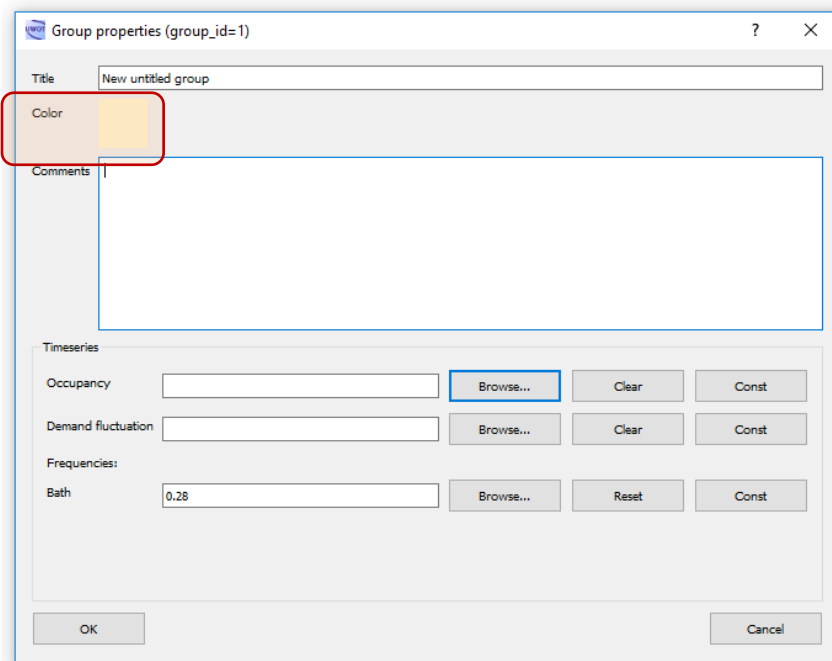 UWOT Group properties (group_id=1) ?
Title New untitled group
Color
Comments
Timeseries
Occupancy Browse... Clear Const
Demand fluctuation Browse... Clear Const
Frequencies:
Bath 0.28 Browse... Reset Const
OK Cancel